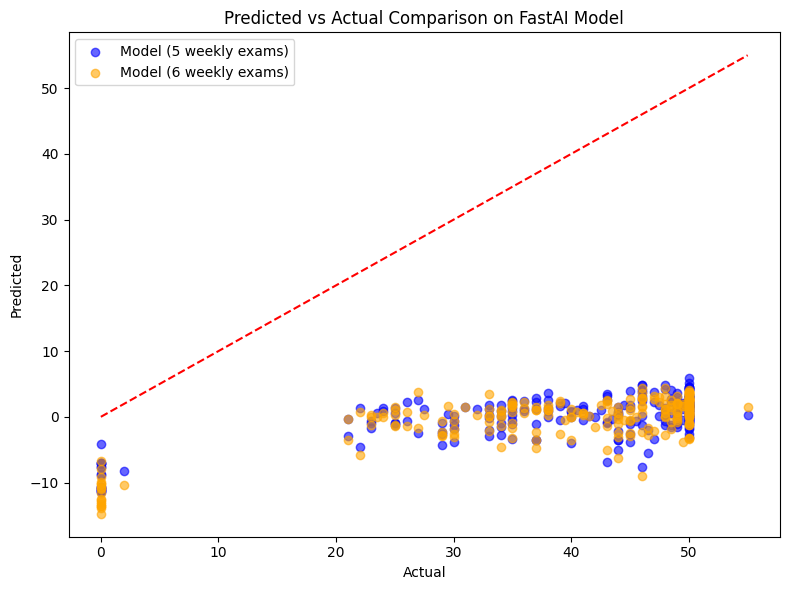 Predicted vs Actual Comparison on FastAI Model
Model (5 weekly exams)
Model (6 weekly exams)
50
40
30
20
10
0
−10
Predicted
0 10 20 30 40 50
Actual